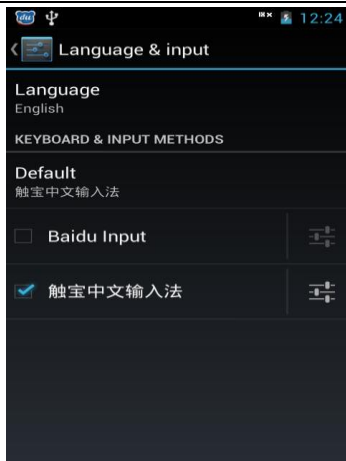 du
12:24
Language & input
Language
English
KEYBOARD & INPUT METHODS
Default
触宝中文输入法
Baidu Input
触宝中文输入法